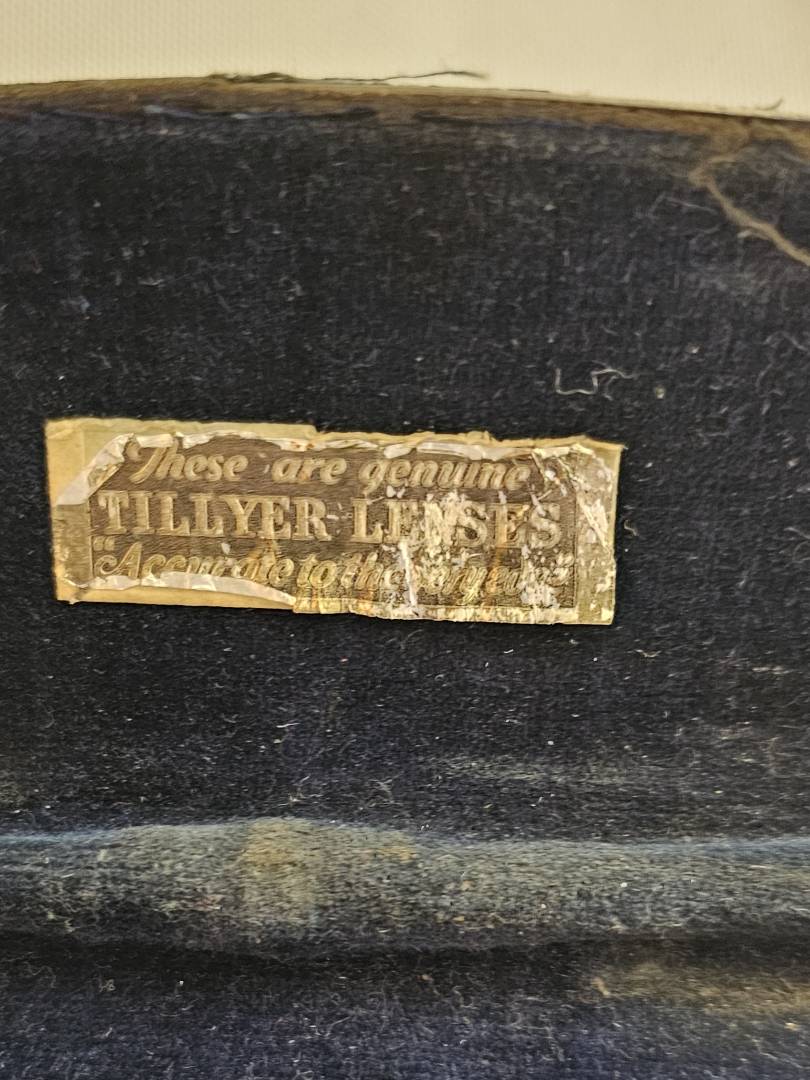 These are genuine
TILLYER LENSES
"Accurate to the very edge"